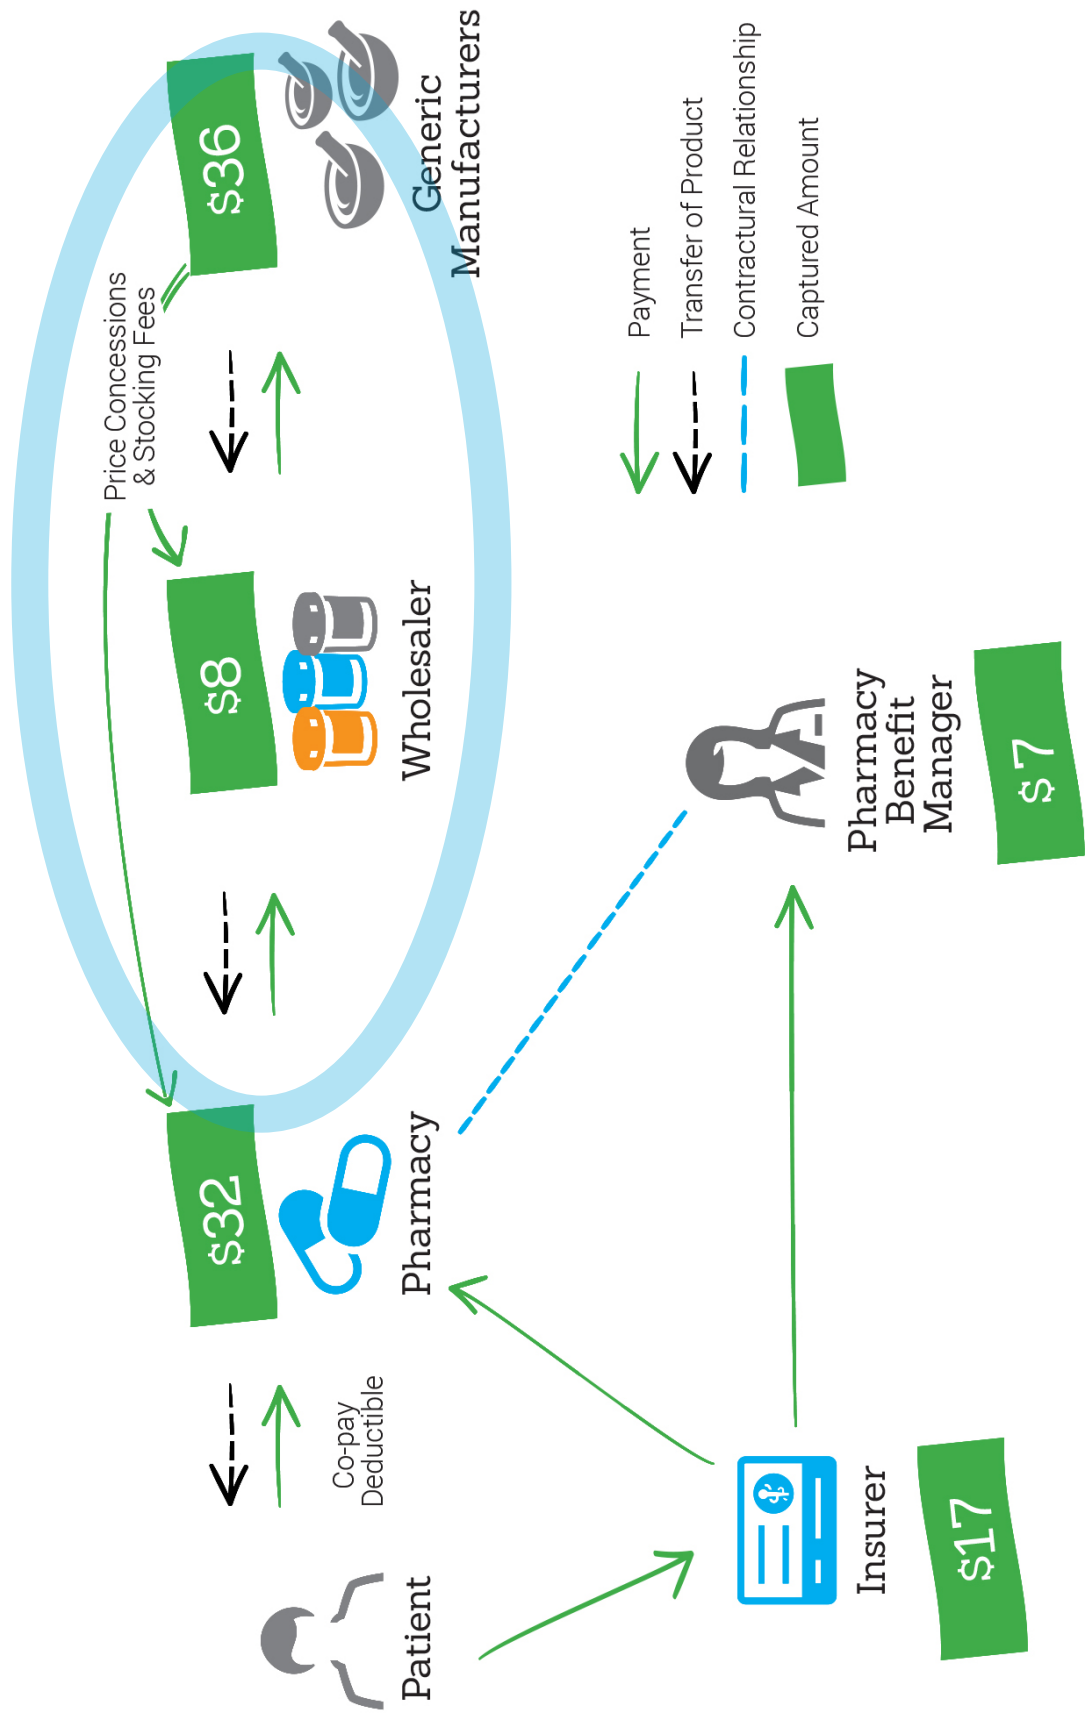 Price Concessions
& Stocking Fees
$32
$8
$36
Patient
Co-pay
Deductible
Pharmacy
Wholesaler
Generic
Manufacturers
Insurer
$17
Pharmacy
Benefit
Manager
$7
Payment
Transfer of Product
Contractural Relationship
Captured Amount